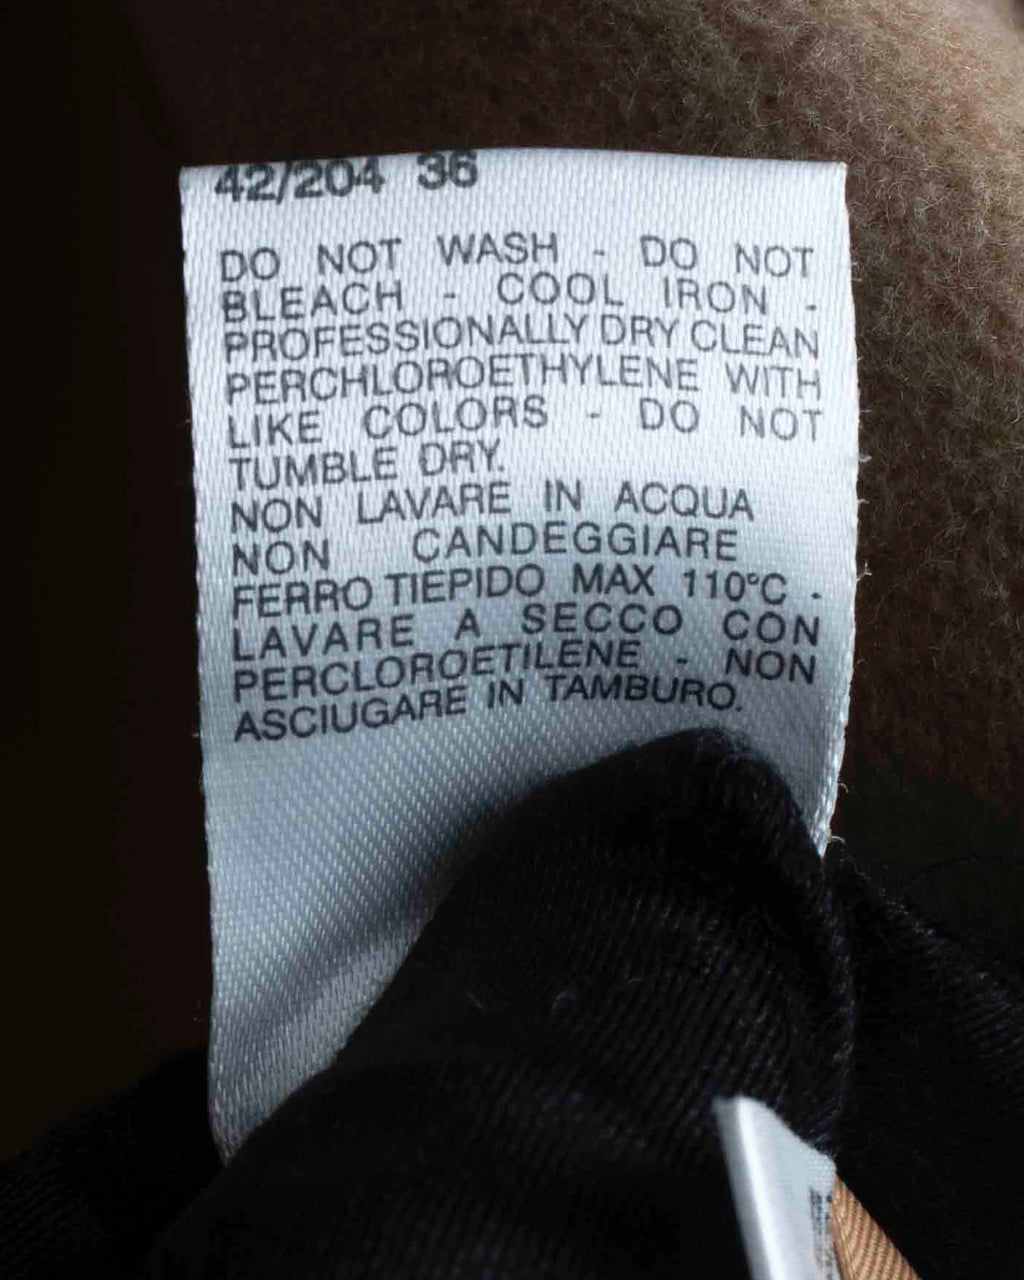 42/204 36
DO NOT WASH - DO NOT
BLEACH - COOL IRON -
PROFESSIONALLY DRY CLEAN
PERCHLOROETHYLENE WITH
LIKE COLORS - DO NOT
TUMBLE DRY.
NON LAVARE IN ACQUA
NON CANDEGGIARE
FERRO TIEPIDO MAX 110°C -
LAVARE A SECCO CON
PERCLOROETILENE - NON
ASCIUGARE IN TAMBURO.